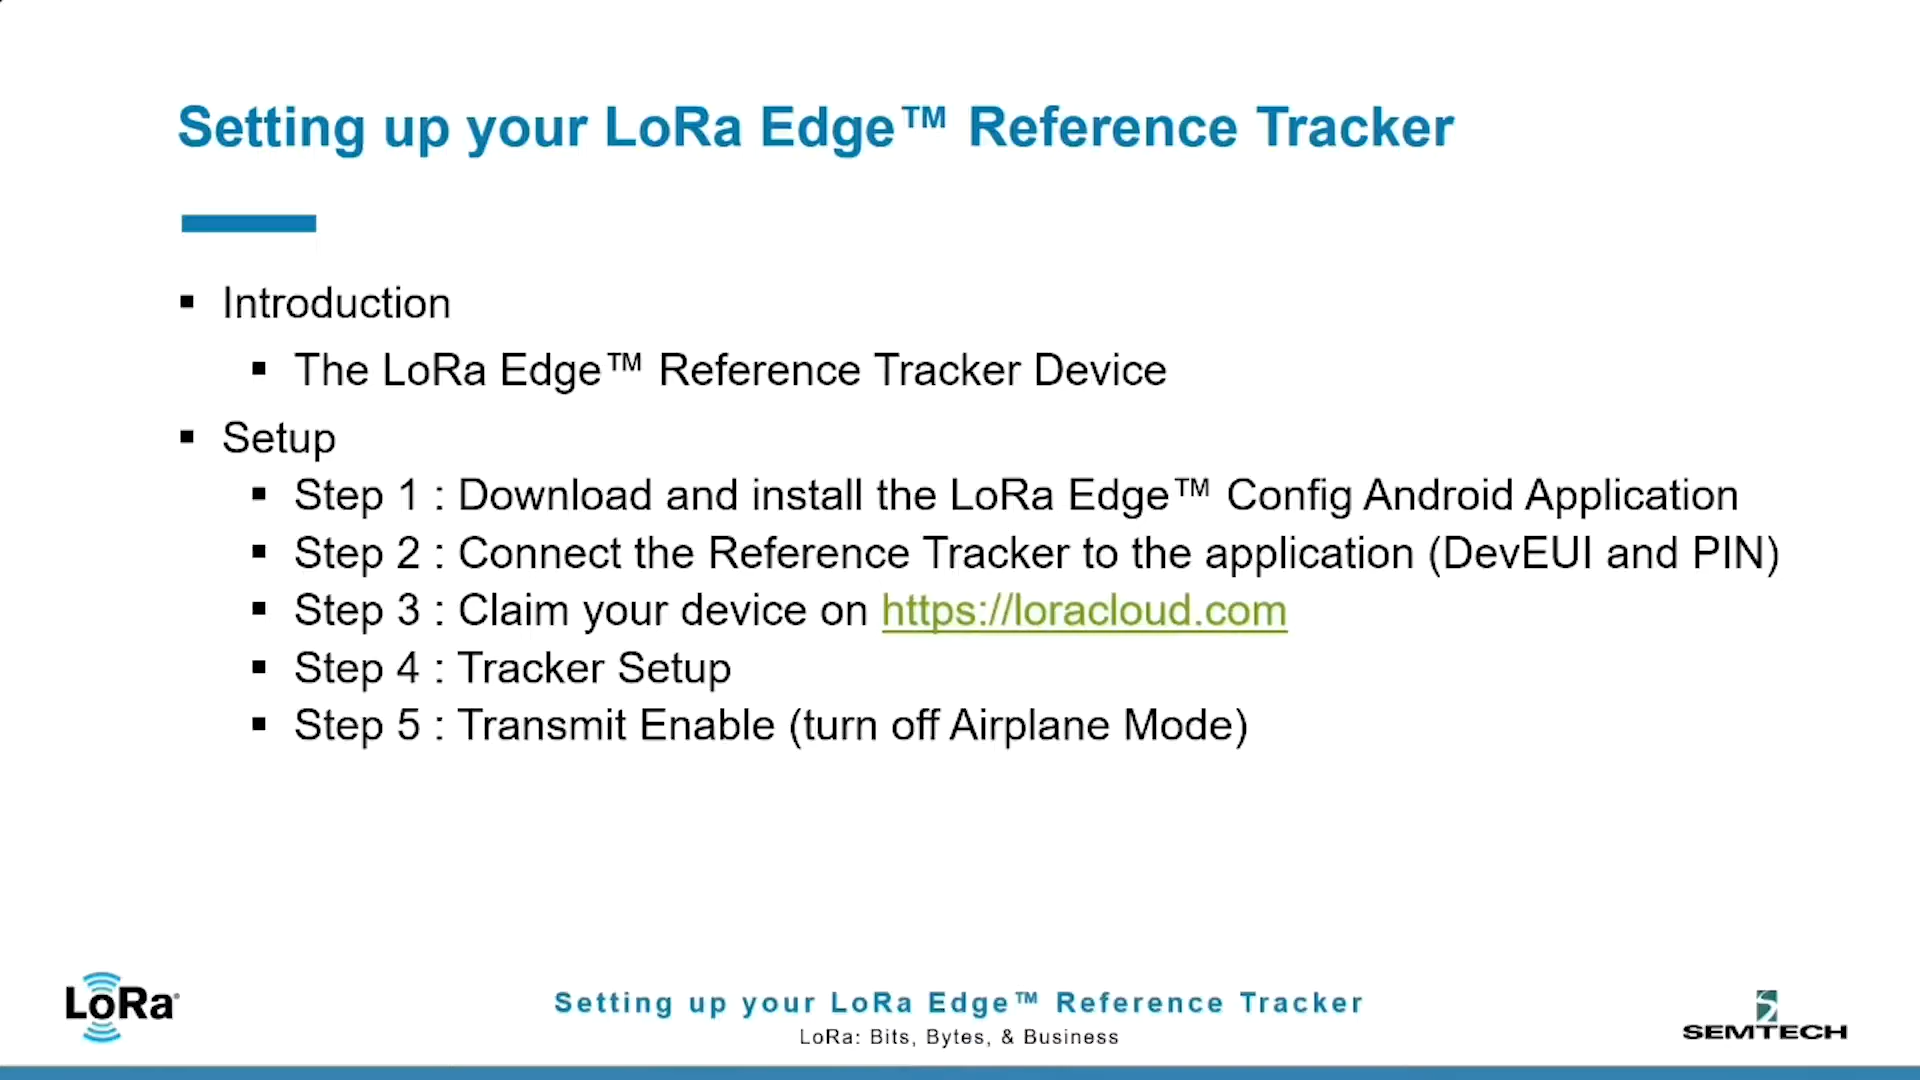 Setting up your LoRa Edge™ Reference Tracker
▪ Introduction
▪ The LoRa Edge™ Reference Tracker Device
▪ Setup
▪ Step 1 : Download and install the LoRa Edge™ Config Android Application
▪ Step 2 : Connect the Reference Tracker to the application (DevEUI and PIN)
▪ Step 3 : Claim your device on https://loracloud.com
▪ Step 4 : Tracker Setup
▪ Step 5 : Transmit Enable (turn off Airplane Mode)
LoRa®
Setting up your LoRa Edge™ Reference Tracker
LoRa: Bits, Bytes, & Business
SEMTECH